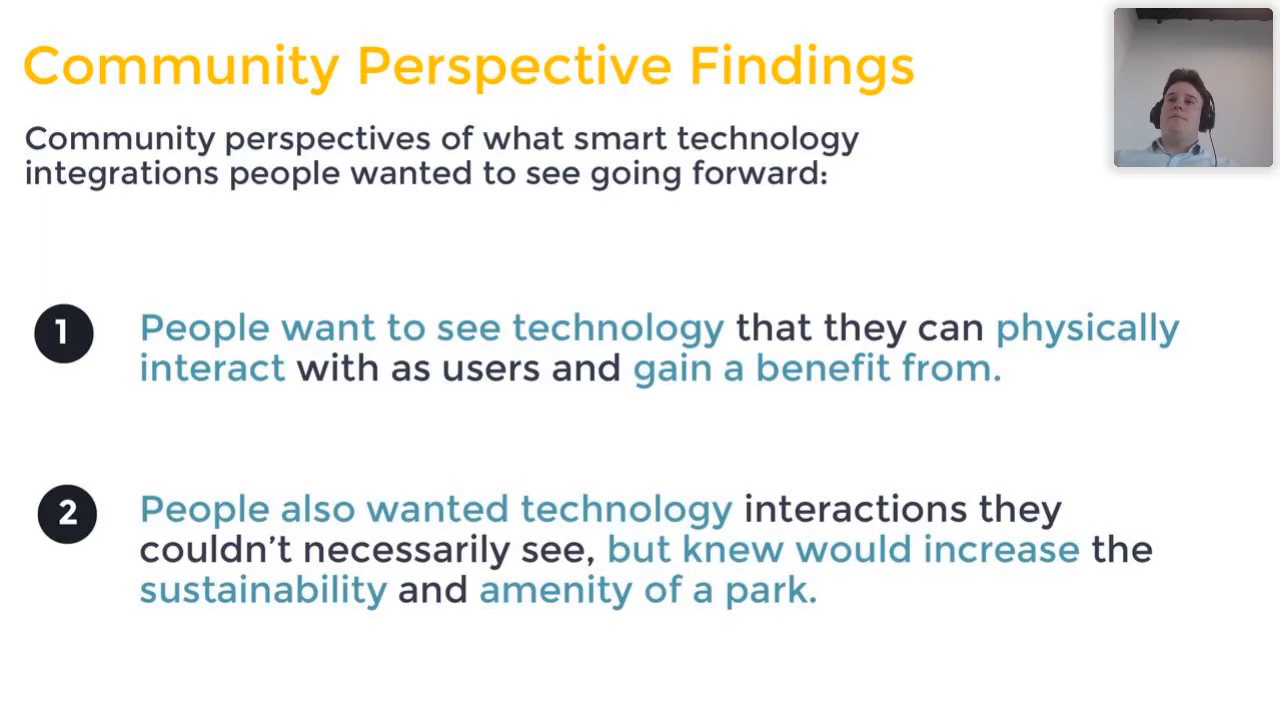 Community Perspective Findings
Community perspectives of what smart technology
integrations people wanted to see going forward:
1
People want to see technology that they can physically
interact with as users and gain a benefit from.
2
People also wanted technology interactions they
couldn't necessarily see, but knew would increase the
sustainability and amenity of a park.